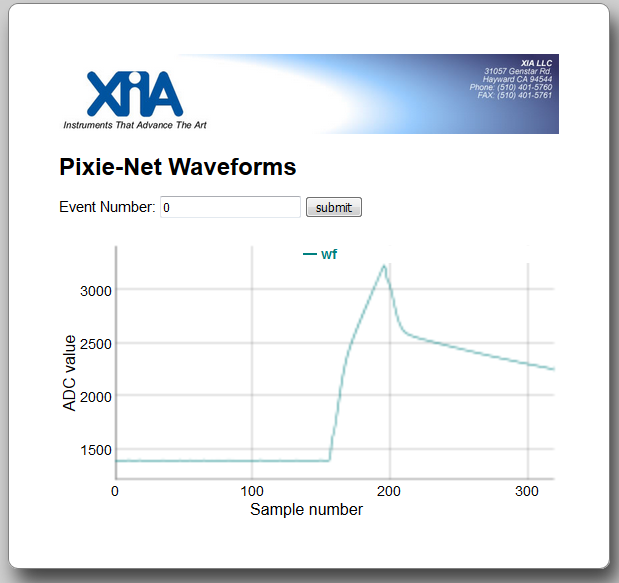 XIA
Instruments That Advance The Art
XIA LLC
31057 Genstar Rd.
Hayward CA 94544
Phone: (510) 401-5760
FAX: (510) 401-5761
Pixie-Net Waveforms
Event Number: 0 submit
wf
ADC value
3000
2500
2000
1500
0 100 200 300
Sample number